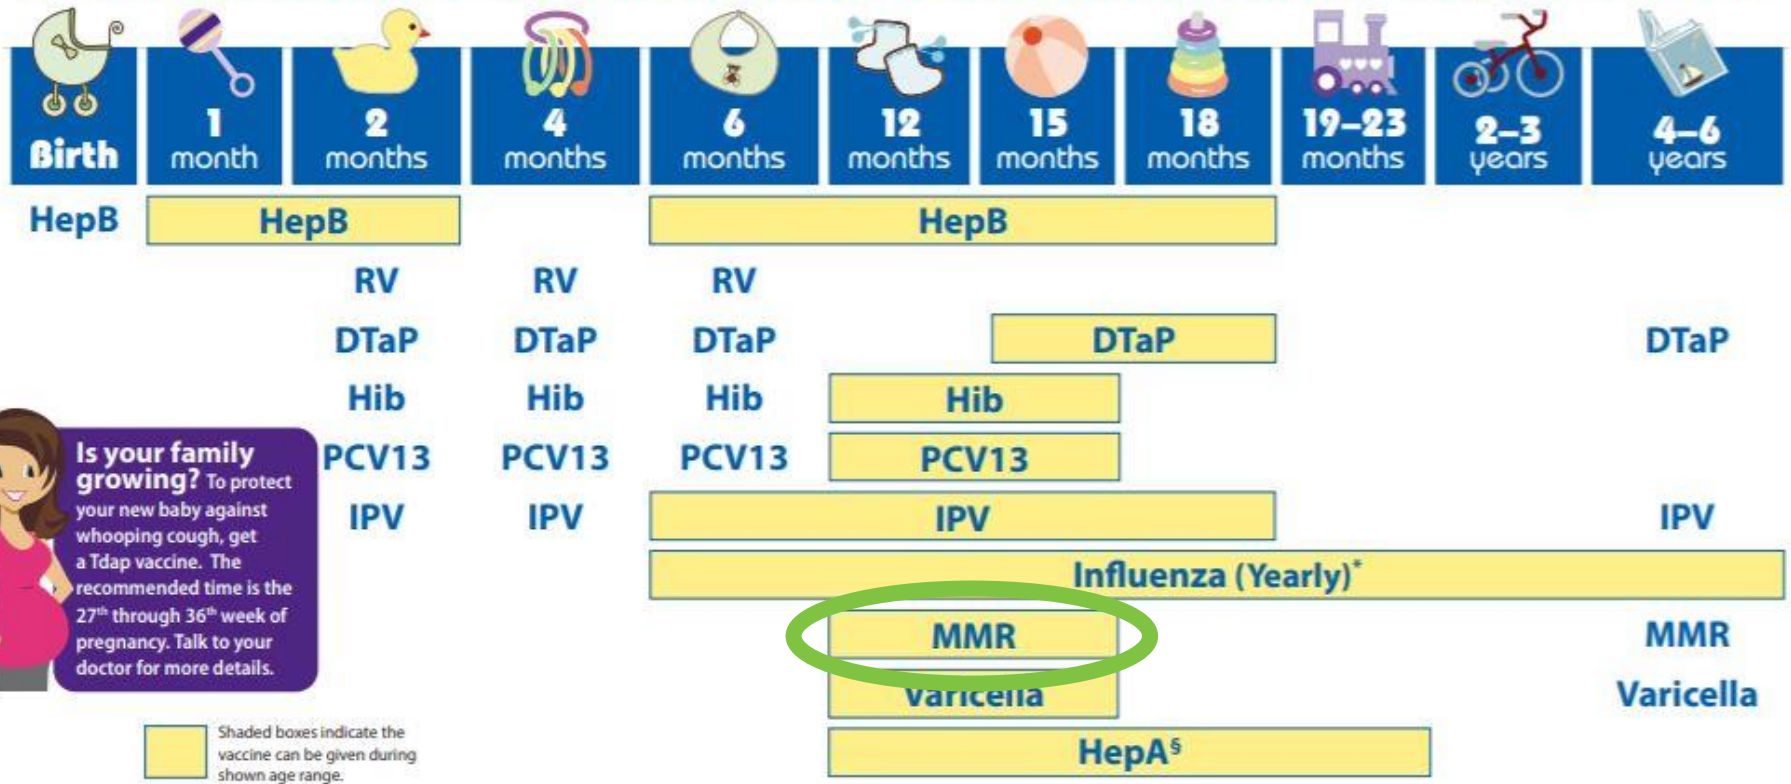 Birth
1 month
2 months
4 months
6 months
12 months
15 months
18 months
19–23 months
2–3 years
4–6 years
HepB HepB HepB
RV RV RV
DTaP DTaP DTaP DTaP DTaP
Hib Hib Hib Hib
PCV13 PCV13 PCV13 PCV13
IPV IPV IPV IPV
Influenza (Yearly)*
MMR MMR
Varicella Varicella
HepA§
Is your family
growing? To protect
your new baby against
whooping cough, get
a Tdap vaccine. The
recommended time is the
27th through 36th week of
pregnancy. Talk to your
doctor for more details.
Shaded boxes indicate the
vaccine can be given during
shown age range.